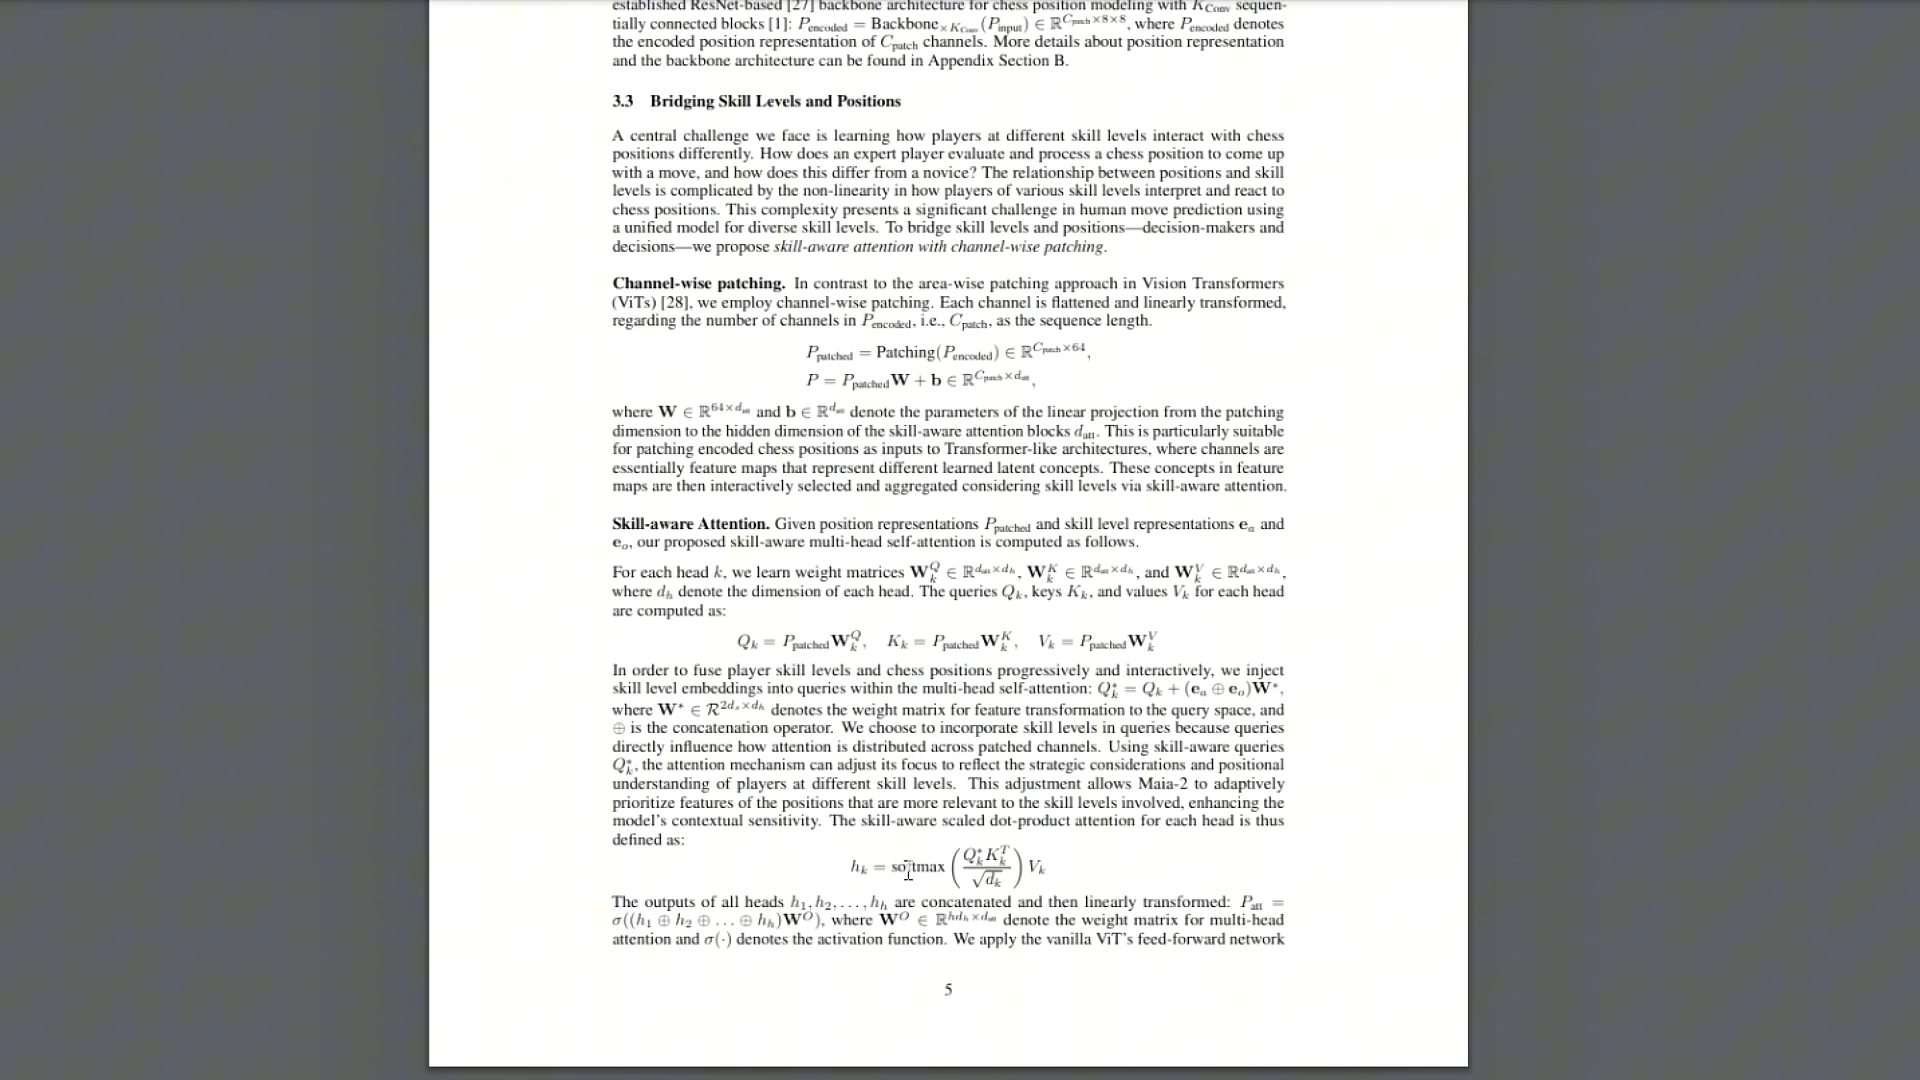 established ResNet-based [27] backbone architecture for chess position modeling with K_Conv sequen-
tially connected blocks [1]: P_encoded = Backbone_×K_Conv (P_input) ∈ ℝ^{C_patch×8×8}, where P_encoded denotes
the encoded position representation of C_patch channels. More details about position representation
and the backbone architecture can be found in Appendix Section B.
3.3 Bridging Skill Levels and Positions
A central challenge we face is learning how players at different skill levels interact with chess
positions differently. How does an expert player evaluate and process a chess position to come up
with a move, and how does this differ from a novice? The relationship between positions and skill
levels is complicated by the non-linearity in how players of various skill levels interpret and react to
chess positions. This complexity presents a significant challenge in human move prediction using
a unified model for diverse skill levels. To bridge skill levels and positions—decision-makers and
decisions—we propose skill-aware attention with channel-wise patching.
Channel-wise patching. In contrast to the area-wise patching approach in Vision Transformers
(ViTs) [28], we employ channel-wise patching. Each channel is flattened and linearly transformed,
regarding the number of channels in P_encoded, i.e., C_patch, as the sequence length.
P_patched = Patching(P_encoded) ∈ ℝ^{C_patch×64},
P = P_patched W + b ∈ ℝ^{C_patch×d_att},
where W ∈ ℝ^{64×d_att} and b ∈ ℝ^{d_att} denote the parameters of the linear projection from the patching
dimension to the hidden dimension of the skill-aware attention blocks d_att. This is particularly suitable
for patching encoded chess positions as inputs to Transformer-like architectures, where channels are
essentially feature maps that represent different learned latent concepts. These concepts in feature
maps are then interactively selected and aggregated considering skill levels via skill-aware attention.
Skill-aware Attention. Given position representations P_patched and skill level representations e_a and
e_o, our proposed skill-aware multi-head self-attention is computed as follows.
For each head k, we learn weight matrices W_k^Q ∈ ℝ^{d_att×d_h}, W_k^K ∈ ℝ^{d_att×d_h}, and W_k^V ∈ ℝ^{d_att×d_h},
where d_h denote the dimension of each head. The queries Q_k, keys K_k, and values V_k for each head
are computed as:
Q_k = P_patched W_k^Q, K_k = P_patched W_k^K, V_k = P_patched W_k^V
In order to fuse player skill levels and chess positions progressively and interactively, we inject
skill level embeddings into queries within the multi-head self-attention: Q_k^* = Q_k + (e_a ⊕ e_o)W^*,
where W^* ∈ R^{2d_s×d_h} denotes the weight matrix for feature transformation to the query space, and
⊕ is the concatenation operator. We choose to incorporate skill levels in queries because queries
directly influence how attention is distributed across patched channels. Using skill-aware queries
Q_k^*, the attention mechanism can adjust its focus to reflect the strategic considerations and positional
understanding of players at different skill levels. This adjustment allows Maia-2 to adaptively
prioritize features of the positions that are more relevant to the skill levels involved, enhancing the
model's contextual sensitivity. The skill-aware scaled dot-product attention for each head is thus
defined as:
h_k = softmax (Q_k^* K_k^T / √d_k) V_k
The outputs of all heads h_1, h_2, . . . , h_h are concatenated and then linearly transformed: P_att =
σ((h_1 ⊕ h_2 ⊕ . . . ⊕ h_h)W^O), where W^O ∈ ℝ^{hd_h×d_att} denote the weight matrix for multi-head
attention and σ(·) denotes the activation function. We apply the vanilla ViT's feed-forward network
5